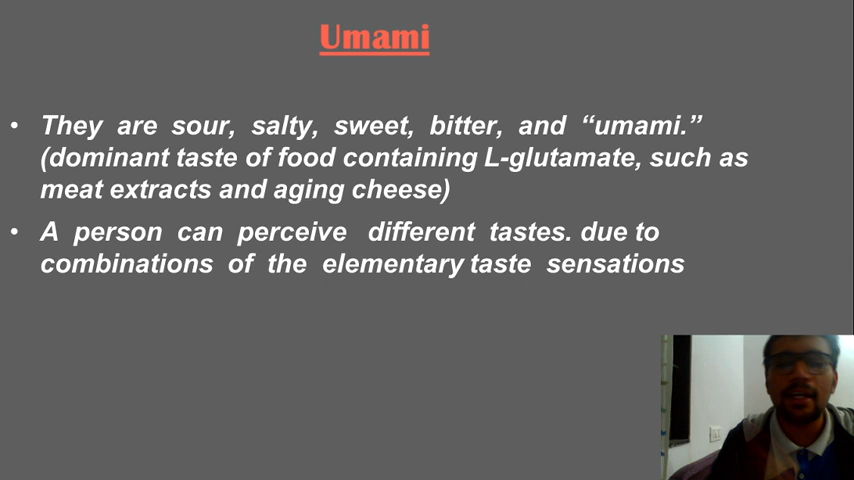 Umami
• They are sour, salty, sweet, bitter, and “umami.”
(dominant taste of food containing L-glutamate, such as
meat extracts and aging cheese)
• A person can perceive different tastes. due to
combinations of the elementary taste sensations